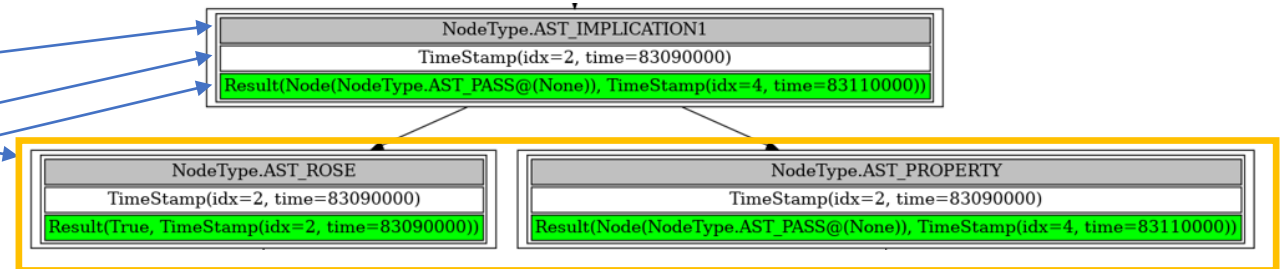 NodeType.AST_IMPLICATION1
TimeStamp(idx=2, time=83090000)
Result(Node(NodeType.AST_PASS@(None)), TimeStamp(idx=4, time=83110000))
NodeType.AST_ROSE
TimeStamp(idx=2, time=83090000)
Result(True, TimeStamp(idx=2, time=83090000))
NodeType.AST_PROPERTY
TimeStamp(idx=2, time=83090000)
Result(Node(NodeType.AST_PASS@(None)), TimeStamp(idx=4, time=83110000))